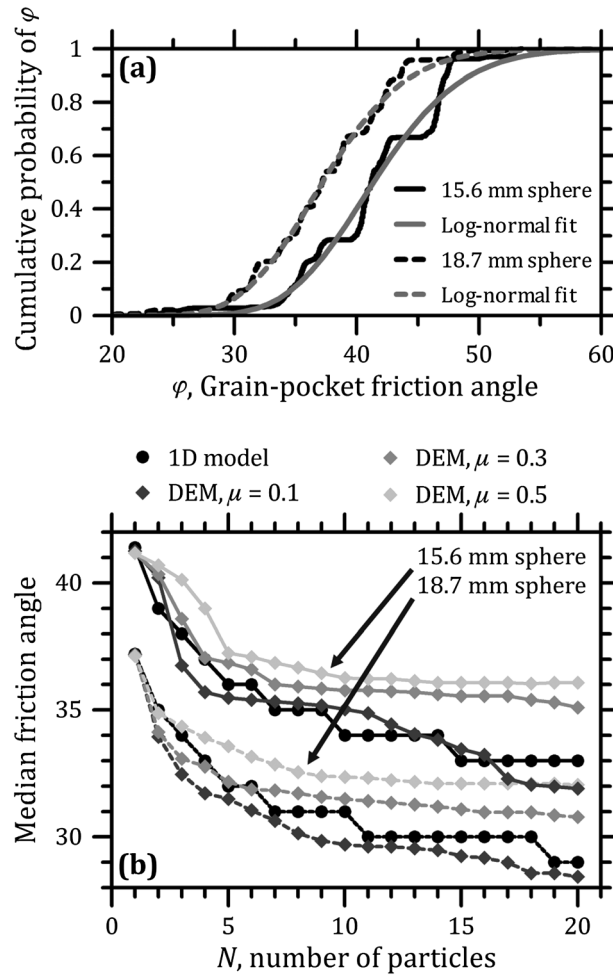 Cumulative probability of φ
1
0.8
0.6
0.4
0.2
0
(a)
15.6 mm sphere
Log-normal fit
18.7 mm sphere
Log-normal fit
20 30 40 50 60
φ, Grain-pocket friction angle
1D model
DEM, μ = 0.1
DEM, μ = 0.3
DEM, μ = 0.5
Median friction angle
40
35
30
15.6 mm sphere
18.7 mm sphere
(b)
0 5 10 15 20
N, number of particles